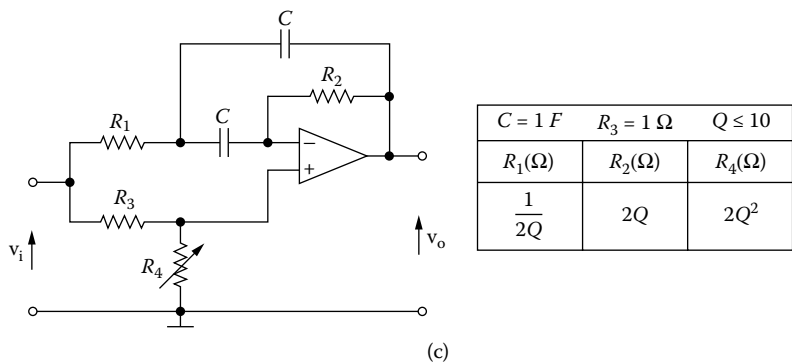 C
R2
R1
C
−
+
R3
R4
vi
vo
C = 1 F R3 = 1 Ω Q ≤ 10
R1(Ω) R2(Ω) R4(Ω)
1/2Q 2Q 2Q²
(c)